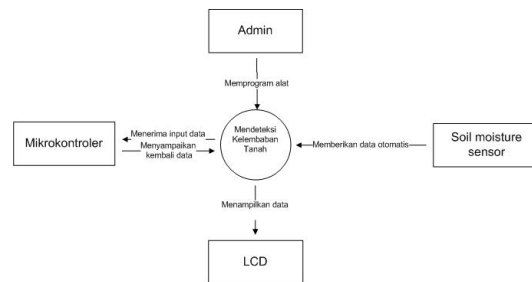 Admin
Memprogram alat
Menerima input data
Mendeteksi
Kelembaban
Tanah
Mikrokontroler
Menyampaikan
kembali data
Memberikan data otomatis
Soil moisture
sensor
Menampilkan data
LCD